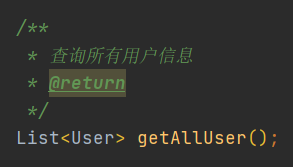 /**
 * 查询所有用户信息
 * @return
 */
List<User> getAllUser();